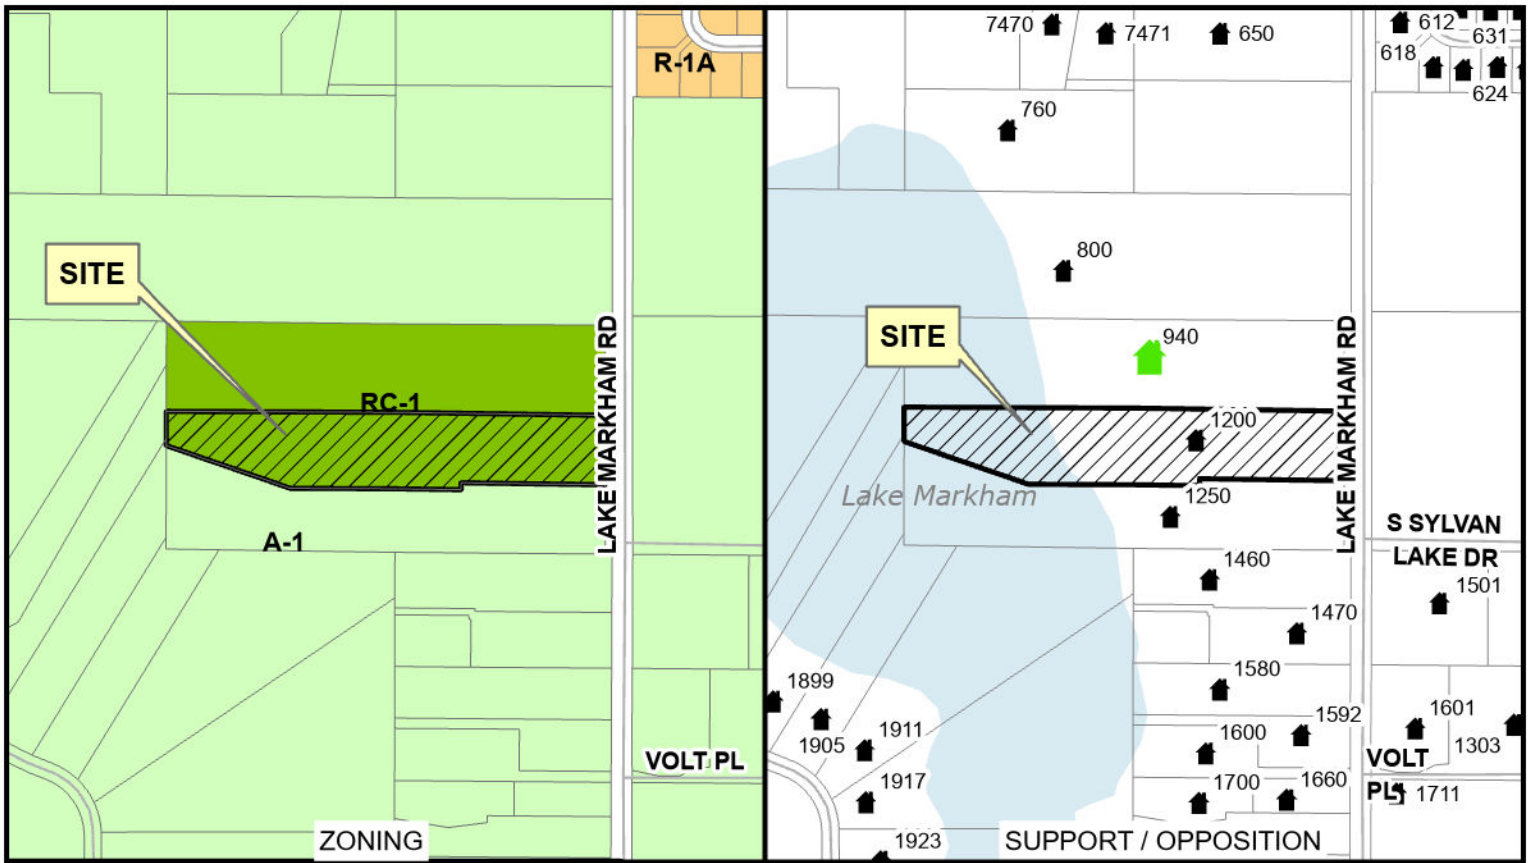 R-1A
SITE
RC-1
LAKE MARKHAM RD
A-1
VOLT PL
ZONING
7470
7471
650
612
631
618
624
760
800
SITE
940
1200
LAKE MARKHAM RD
Lake Markham
1250
S SYLVAN
LAKE DR
1460
1501
1470
1580
1899
1592
1601
1905
1911
1600
1303
VOLT
PL
1917
1700
1660
1711
1923
SUPPORT / OPPOSITION